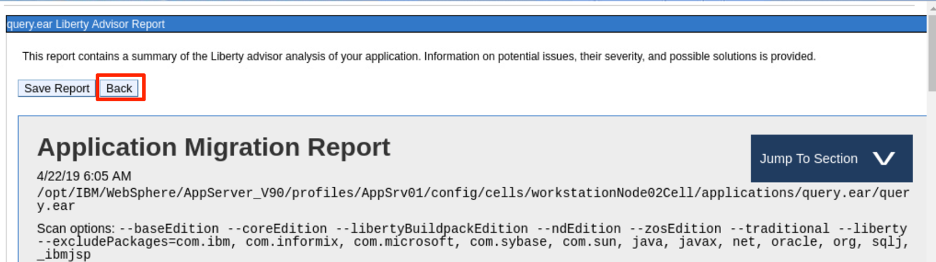 query.ear Liberty Advisor Report
This report contains a summary of the Liberty advisor analysis of your application. Information on potential issues, their severity, and possible solutions is provided.
Save Report Back
Application Migration Report
Jump To Section
4/22/19 6:05 AM
/opt/IBM/WebSphere/AppServer_V90/profiles/AppSrv01/config/cells/workstationNode02Cell/applications/query.ear/quer
y.ear
Scan options: --baseEdition --coreEdition --libertyBuildpackEdition --ndEdition --zosEdition --traditional --liberty
--excludePackages=com.ibm, com.informix, com.microsoft, com.sybase, com.sun, java, javax, net, oracle, org, sqlj,
_ibmjsp